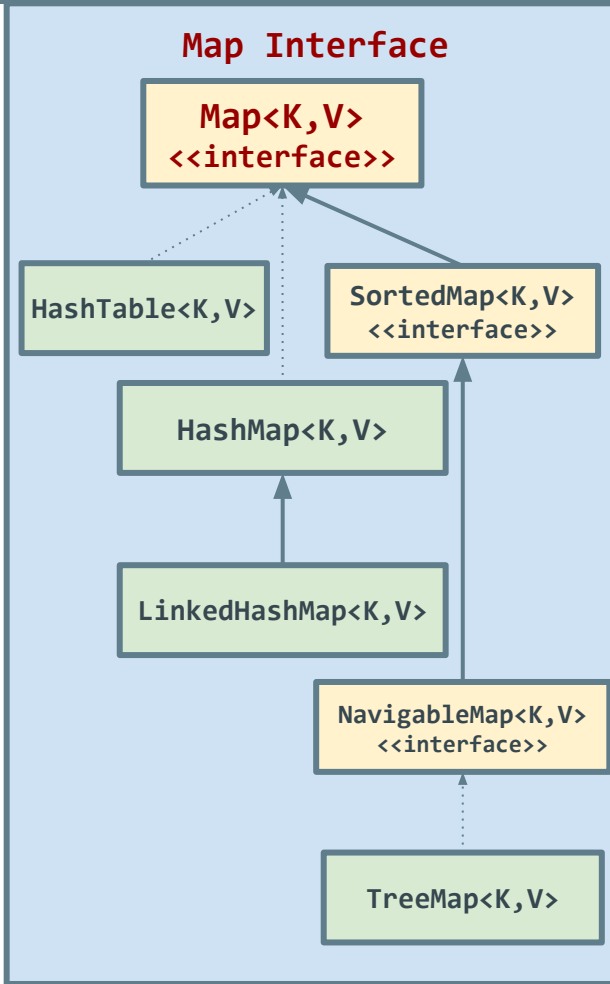 Map Interface
Map<K,V>
<<interface>>
HashTable<K,V>
SortedMap<K,V>
<<interface>>
HashMap<K,V>
LinkedHashMap<K,V>
NavigableMap<K,V>
<<interface>>
TreeMap<K,V>